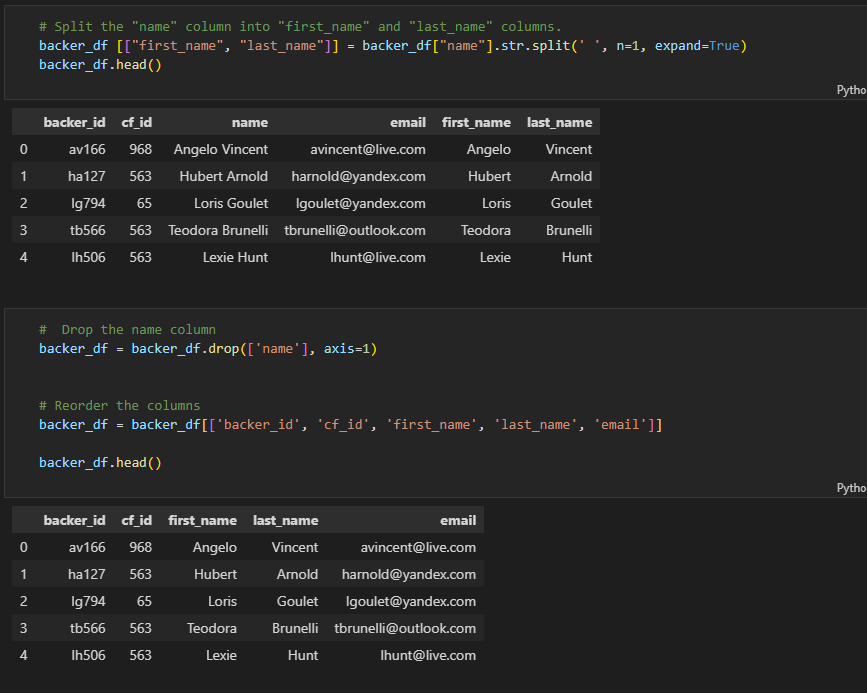 # Split the "name" column into "first_name" and "last_name" columns.
backer_df [["first_name", "last_name"]] = backer_df["name"].str.split(' ', n=1, expand=True)
backer_df.head()
Pytho
backer_id cf_id name email first_name last_name
0 av166 968 Angelo Vincent avincent@live.com Angelo Vincent
1 ha127 563 Hubert Arnold harnold@yandex.com Hubert Arnold
2 lg794 65 Loris Goulet lgoulet@yandex.com Loris Goulet
3 tb566 563 Teodora Brunelli tbrunelli@outlook.com Teodora Brunelli
4 lh506 563 Lexie Hunt lhunt@live.com Lexie Hunt
#  Drop the name column
backer_df = backer_df.drop(['name'], axis=1)
# Reorder the columns
backer_df = backer_df[['backer_id', 'cf_id', 'first_name', 'last_name', 'email']]
backer_df.head()
Pytho
backer_id cf_id first_name last_name email
0 av166 968 Angelo Vincent avincent@live.com
1 ha127 563 Hubert Arnold harnold@yandex.com
2 lg794 65 Loris Goulet lgoulet@yandex.com
3 tb566 563 Teodora Brunelli tbrunelli@outlook.com
4 lh506 563 Lexie Hunt lhunt@live.com